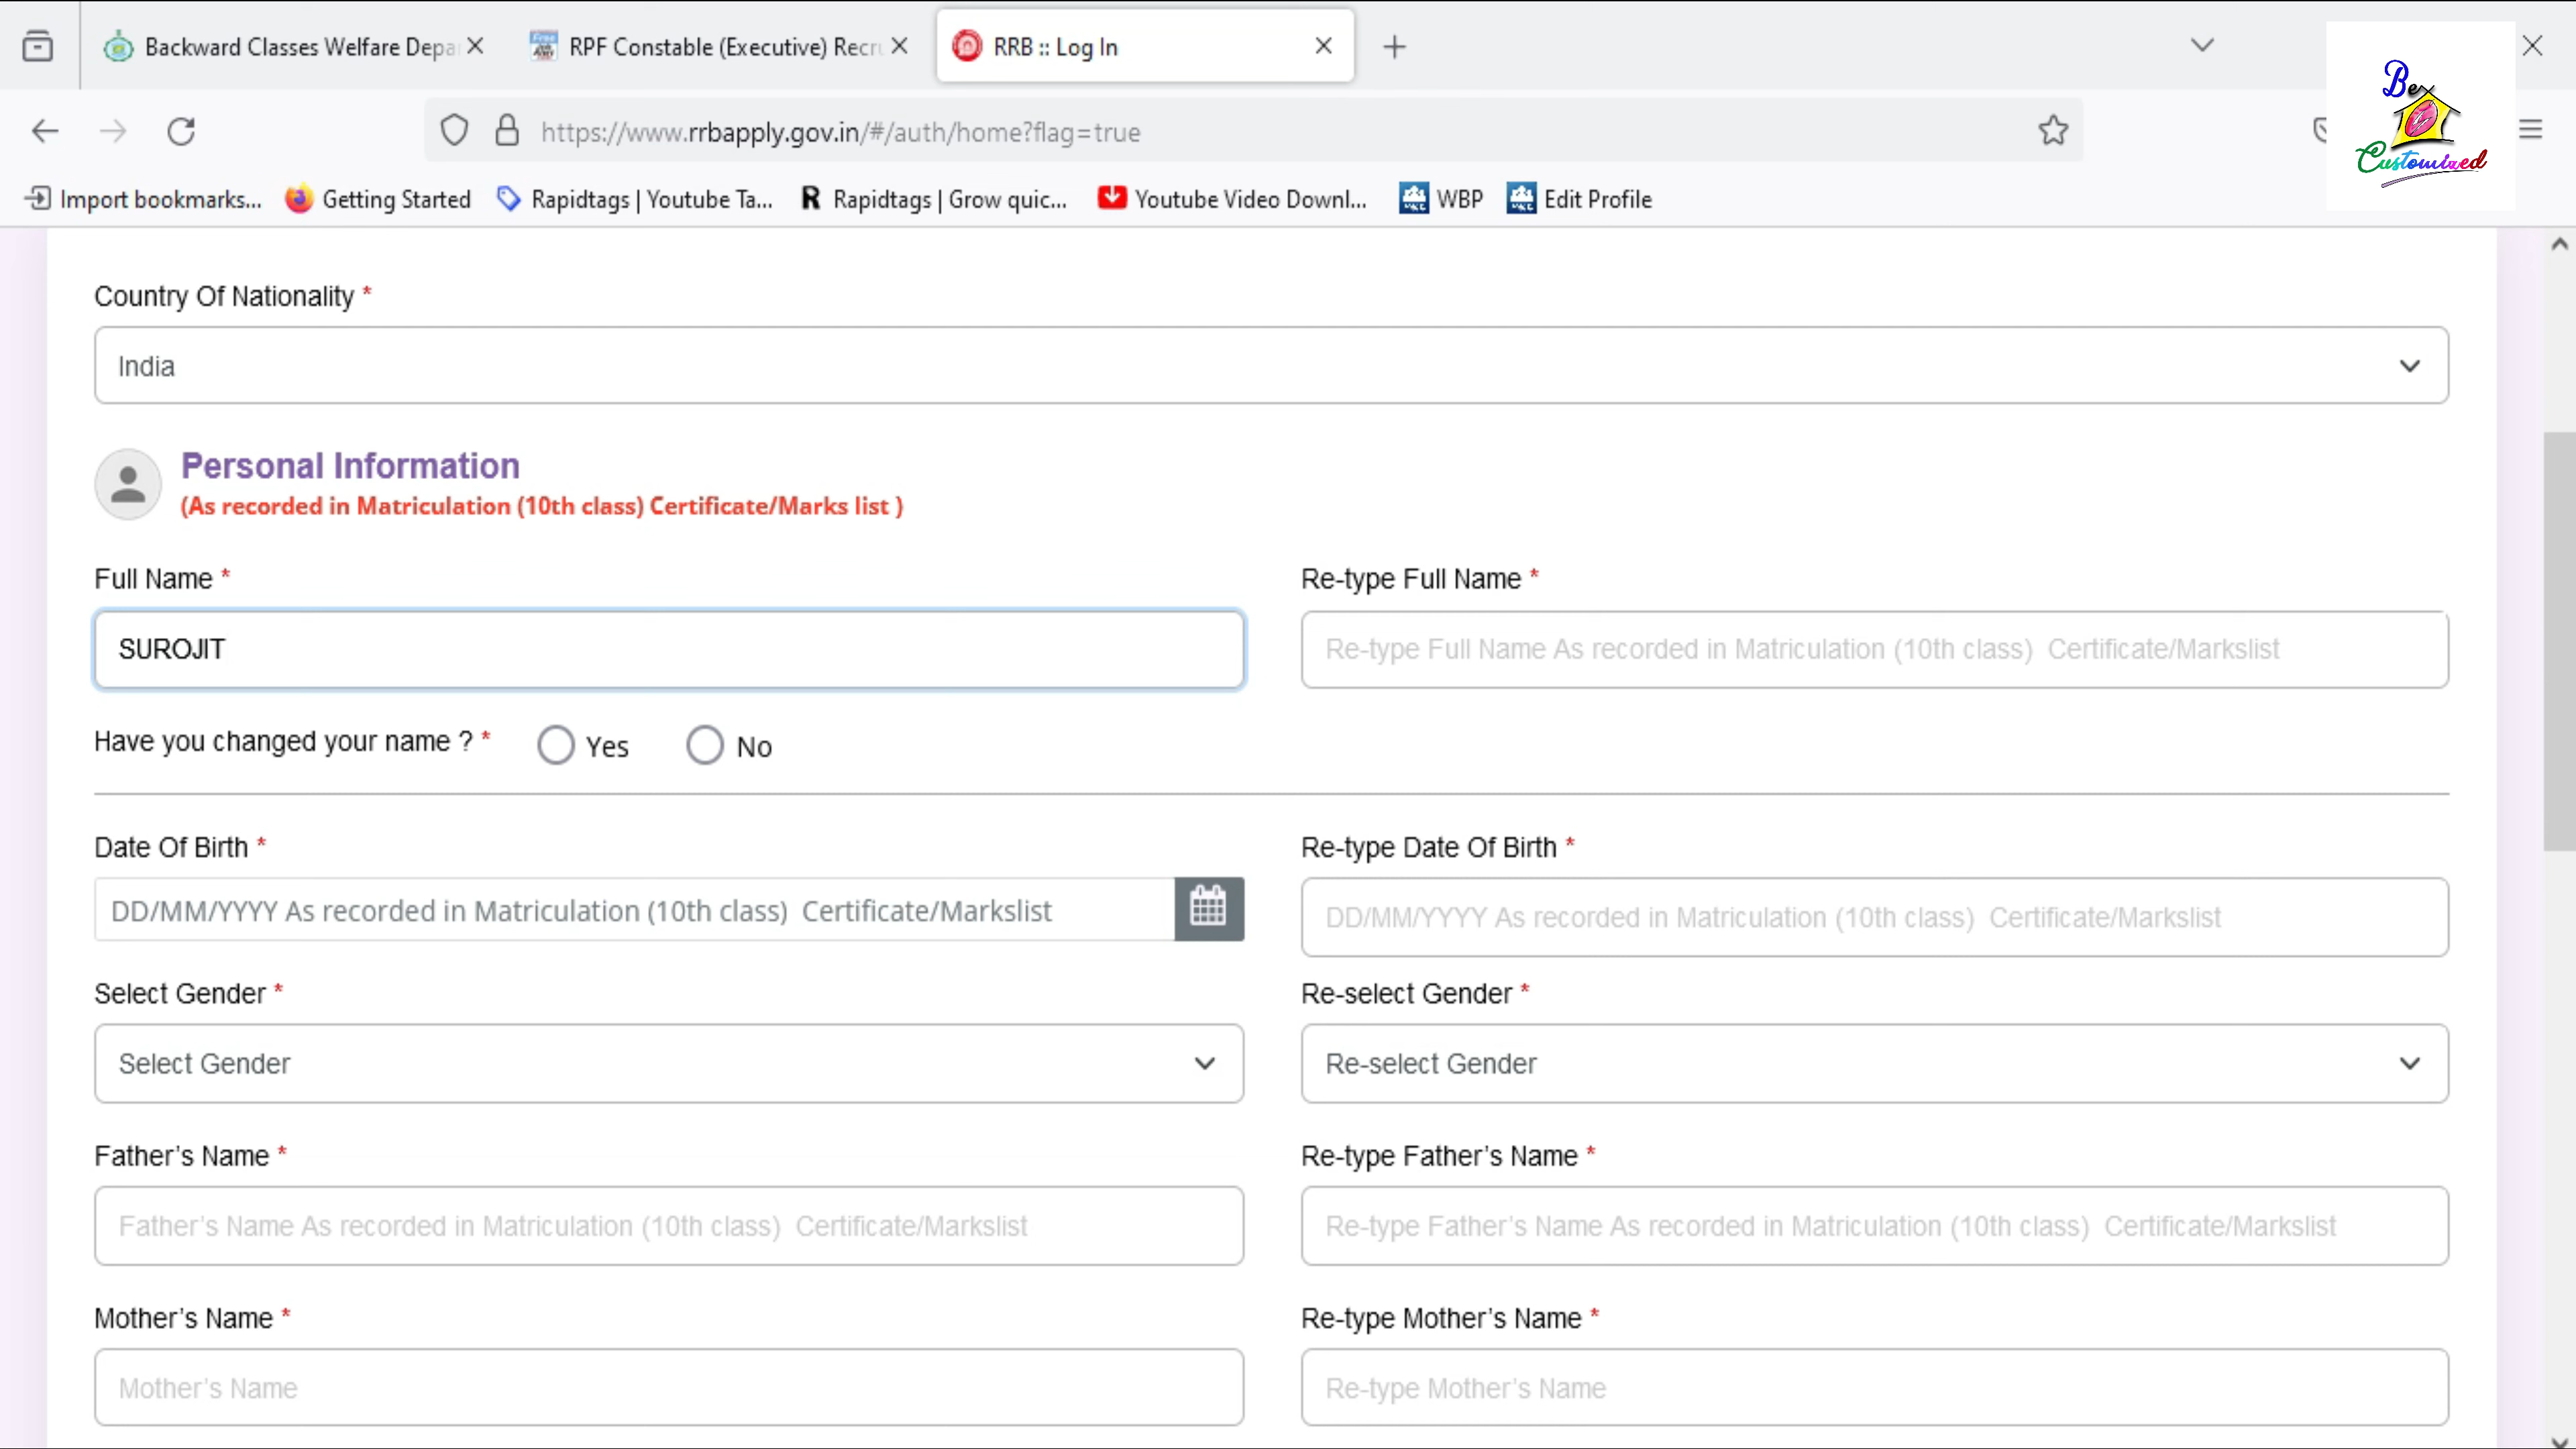 Backward Classes Welfare Depa
RPF Constable (Executive) Recru
RRB :: Log In
https://www.rrbapply.gov.in/#/auth/home?flag=true
Be
Customized
Import bookmarks...
Getting Started
Rapidtags | Youtube Ta...
Rapidtags | Grow quic...
Youtube Video Downl...
WBP
Edit Profile
Country Of Nationality *
India
Personal Information
(As recorded in Matriculation (10th class) Certificate/Marks list )
Full Name *
Re-type Full Name *
SUROJIT
Re-type Full Name As recorded in Matriculation (10th class) Certificate/Markslist
Have you changed your name ? *
Yes
No
Date Of Birth *
Re-type Date Of Birth *
DD/MM/YYYY As recorded in Matriculation (10th class) Certificate/Markslist
DD/MM/YYYY As recorded in Matriculation (10th class) Certificate/Markslist
Select Gender *
Re-select Gender *
Select Gender
Re-select Gender
Father's Name *
Re-type Father's Name *
Father's Name As recorded in Matriculation (10th class) Certificate/Markslist
Re-type Father's Name As recorded in Matriculation (10th class) Certificate/Markslist
Mother's Name *
Re-type Mother's Name *
Mother's Name
Re-type Mother's Name